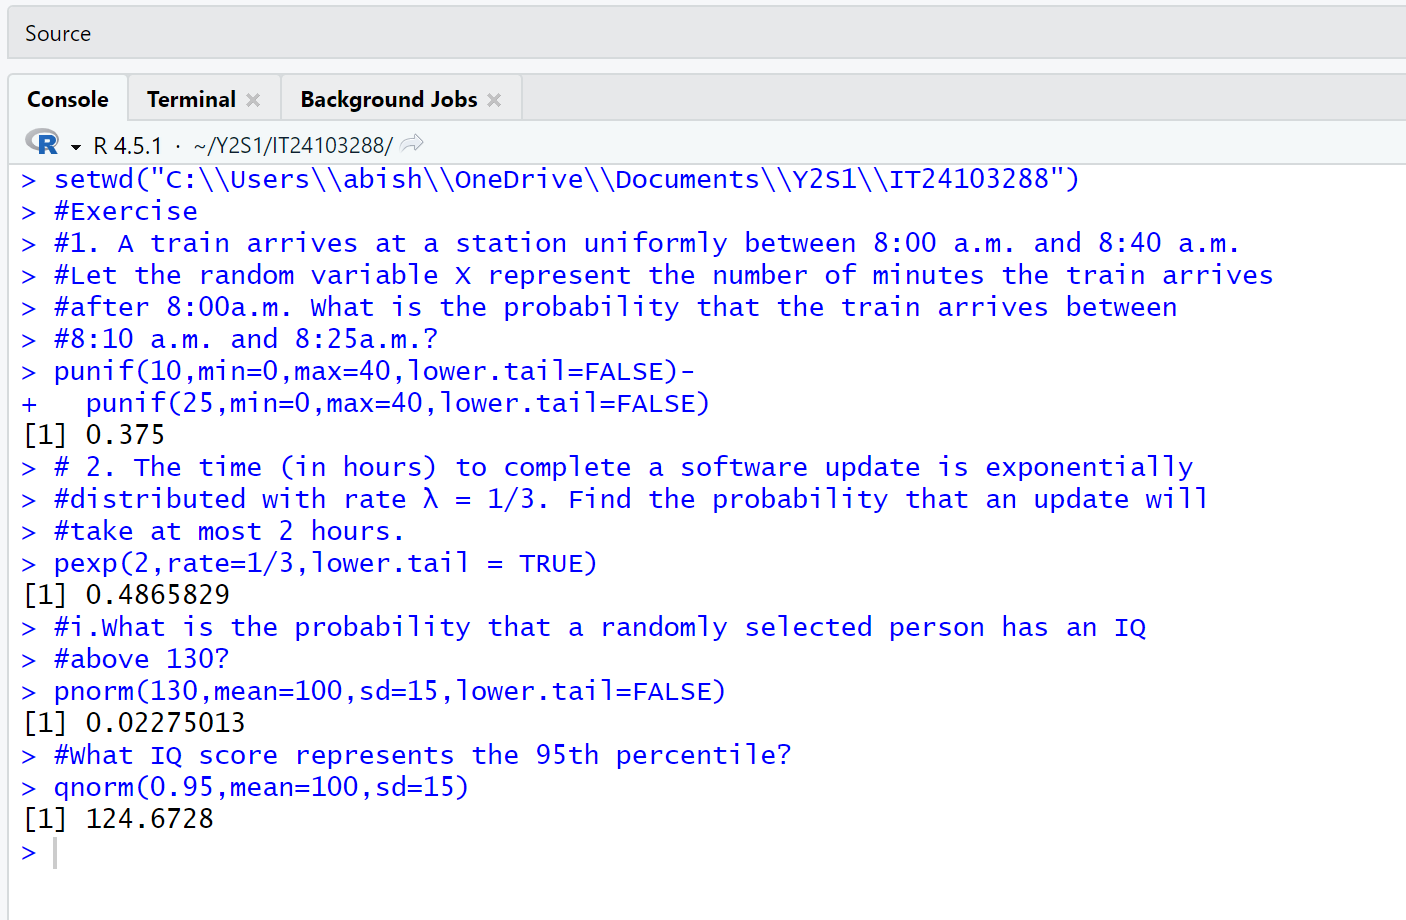 Source
Console Terminal Background Jobs
R 4.5.1 · ~/Y2S1/IT24103288/
> setwd("C:\\Users\\abish\\OneDrive\\Documents\\Y2S1\\IT24103288")
> #Exercise
> #1. A train arrives at a station uniformly between 8:00 a.m. and 8:40 a.m.
> #Let the random variable X represent the number of minutes the train arrives
> #after 8:00a.m. What is the probability that the train arrives between
> #8:10 a.m. and 8:25a.m.?
> punif(10,min=0,max=40,lower.tail=FALSE)-
+   punif(25,min=0,max=40,lower.tail=FALSE)
[1] 0.375
> # 2. The time (in hours) to complete a software update is exponentially
> #distributed with rate λ = 1/3. Find the probability that an update will
> #take at most 2 hours.
> pexp(2,rate=1/3,lower.tail = TRUE)
[1] 0.4865829
> #i.What is the probability that a randomly selected person has an IQ
> #above 130?
> pnorm(130,mean=100,sd=15,lower.tail=FALSE)
[1] 0.02275013
> #What IQ score represents the 95th percentile?
> qnorm(0.95,mean=100,sd=15)
[1] 124.6728
>